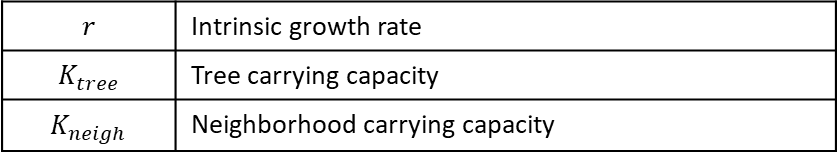 r Intrinsic growth rate
K_tree Tree carrying capacity
K_neigh Neighborhood carrying capacity